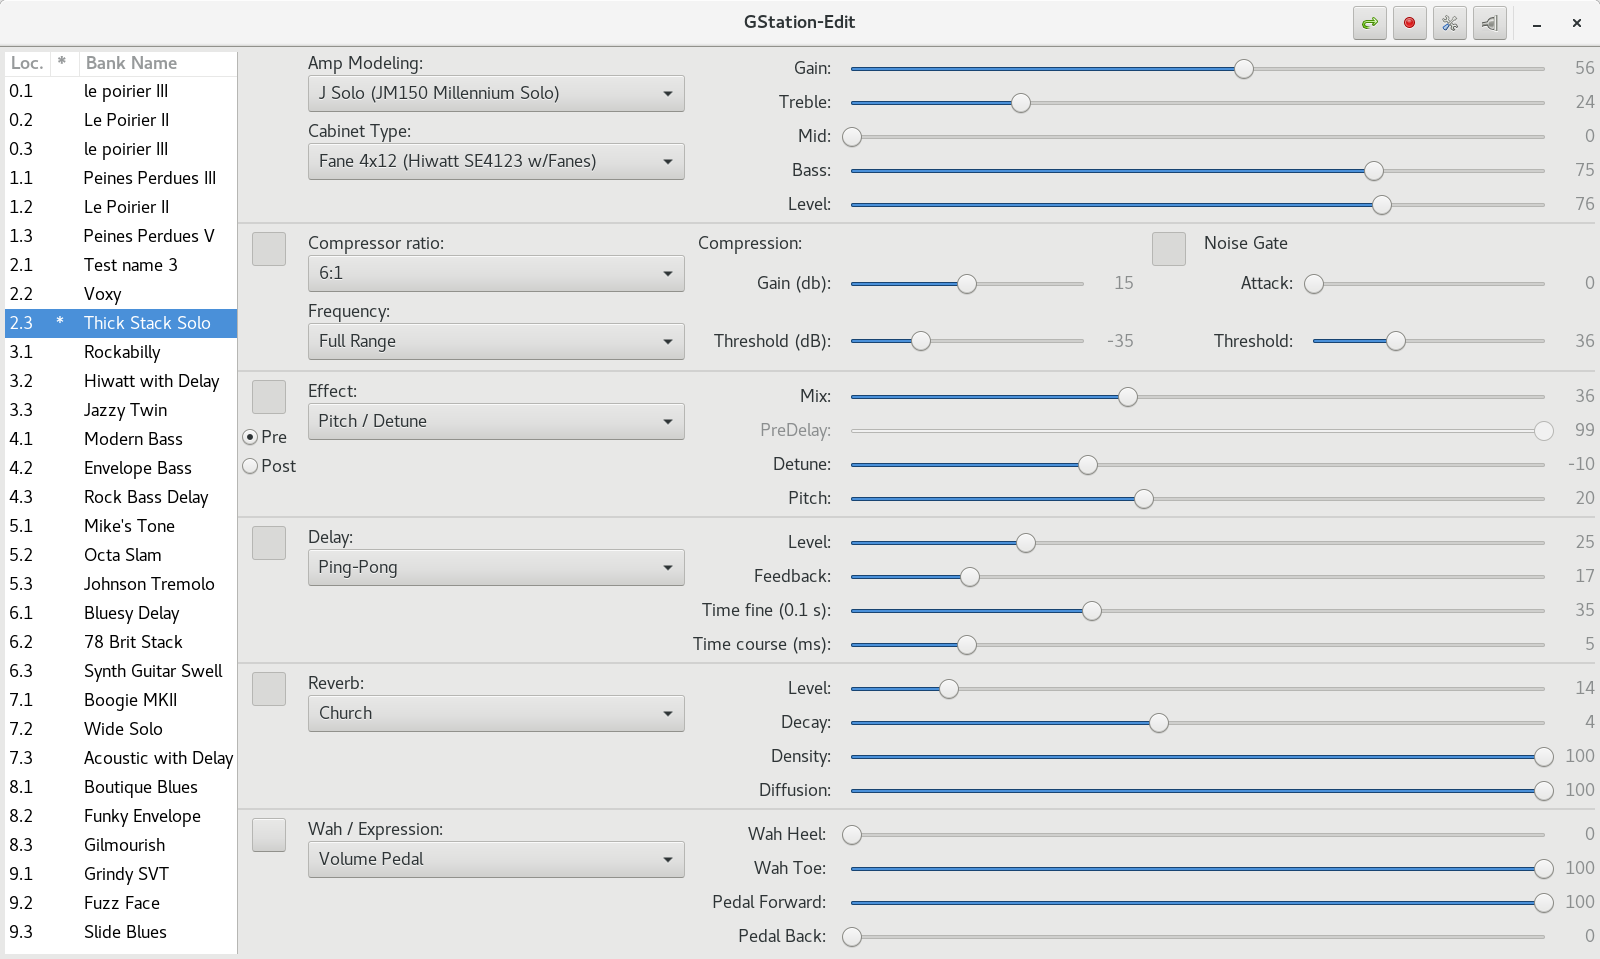 GStation-Edit
Loc. * Bank Name
0.1 le poirier III
0.2 Le Poirier II
0.3 le poirier III
1.1 Peines Perdues III
1.2 Le Poirier II
1.3 Peines Perdues V
2.1 Test name 3
2.2 Voxy
2.3 * Thick Stack Solo
3.1 Rockabilly
3.2 Hiwatt with Delay
3.3 Jazzy Twin
4.1 Modern Bass
4.2 Envelope Bass
4.3 Rock Bass Delay
5.1 Mike's Tone
5.2 Octa Slam
5.3 Johnson Tremolo
6.1 Bluesy Delay
6.2 78 Brit Stack
6.3 Synth Guitar Swell
7.1 Boogie MKII
7.2 Wide Solo
7.3 Acoustic with Delay
8.1 Boutique Blues
8.2 Funky Envelope
8.3 Gilmourish
9.1 Grindy SVT
9.2 Fuzz Face
9.3 Slide Blues
Amp Modeling:
J Solo (JM150 Millennium Solo)
Cabinet Type:
Fane 4x12 (Hiwatt SE4123 w/Fanes)
Gain: 56
Treble: 24
Mid: 0
Bass: 75
Level: 76
Compressor ratio:
6:1
Frequency:
Full Range
Compression:
Gain (db): 15
Threshold (dB): -35
Noise Gate
Attack: 0
Threshold: 36
Effect:
Pitch / Detune
Pre
Post
Mix: 36
PreDelay: 99
Detune: -10
Pitch: 20
Delay:
Ping-Pong
Level: 25
Feedback: 17
Time fine (0.1 s): 35
Time course (ms): 5
Reverb:
Church
Level: 14
Decay: 4
Density: 100
Diffusion: 100
Wah / Expression:
Volume Pedal
Wah Heel: 0
Wah Toe: 100
Pedal Forward: 100
Pedal Back: 0